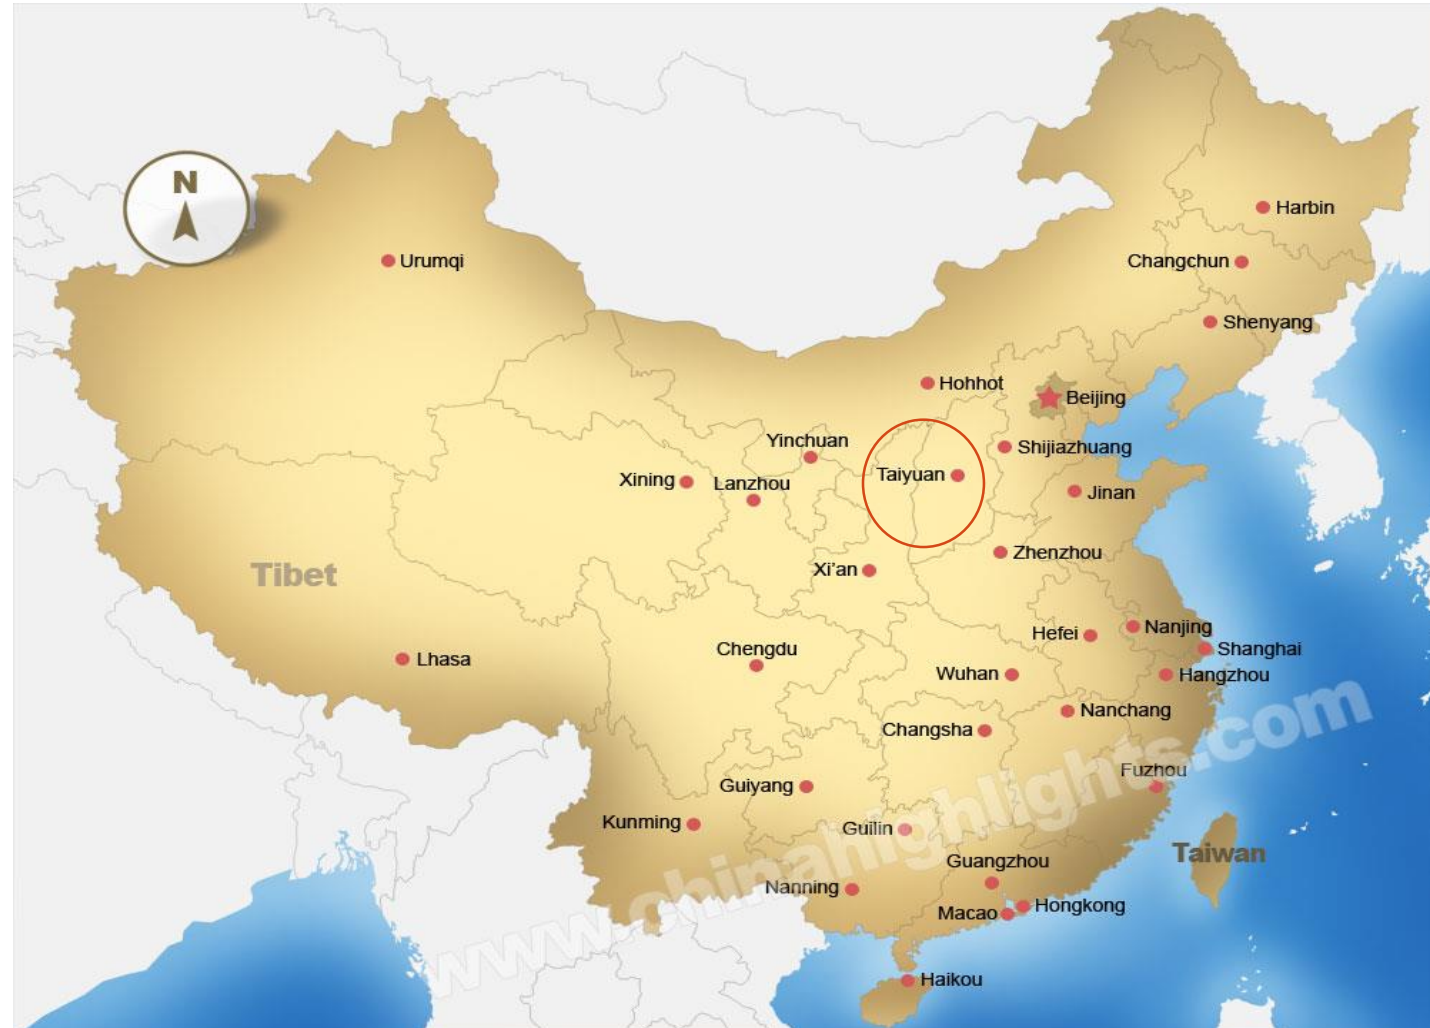 N
Harbin
Urumqi
Changchun
Shenyang
Hohhot
Beijing
Yinchuan
Shijiazhuang
Taiyuan
Xining
Lanzhou
Jinan
Zhenzhou
Xi'an
Tibet
Nanjing
Hefei
Shanghai
Chengdu
Lhasa
Wuhan
Hangzhou
Nanchang
Changsha
Fuzhou
Guiyang
Kunming
Guilin
Taiwan
Guangzhou
Nanning
Hongkong
Macao
Haikou
www.chinahighlights.com